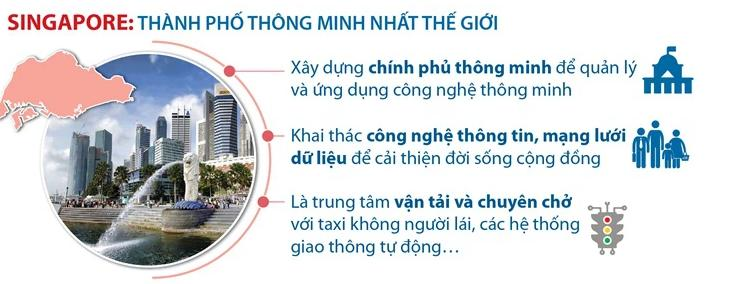 SINGAPORE: THÀNH PHỐ THÔNG MINH NHẤT THẾ GIỚI
Xây dựng chính phủ thông minh để quản lý
và ứng dụng công nghệ thông minh
Khai thác công nghệ thông tin, mạng lưới
dữ liệu để cải thiện đời sống cộng đồng
Là trung tâm vận tải và chuyên chở
với taxi không người lái, các hệ thống
giao thông tự động...